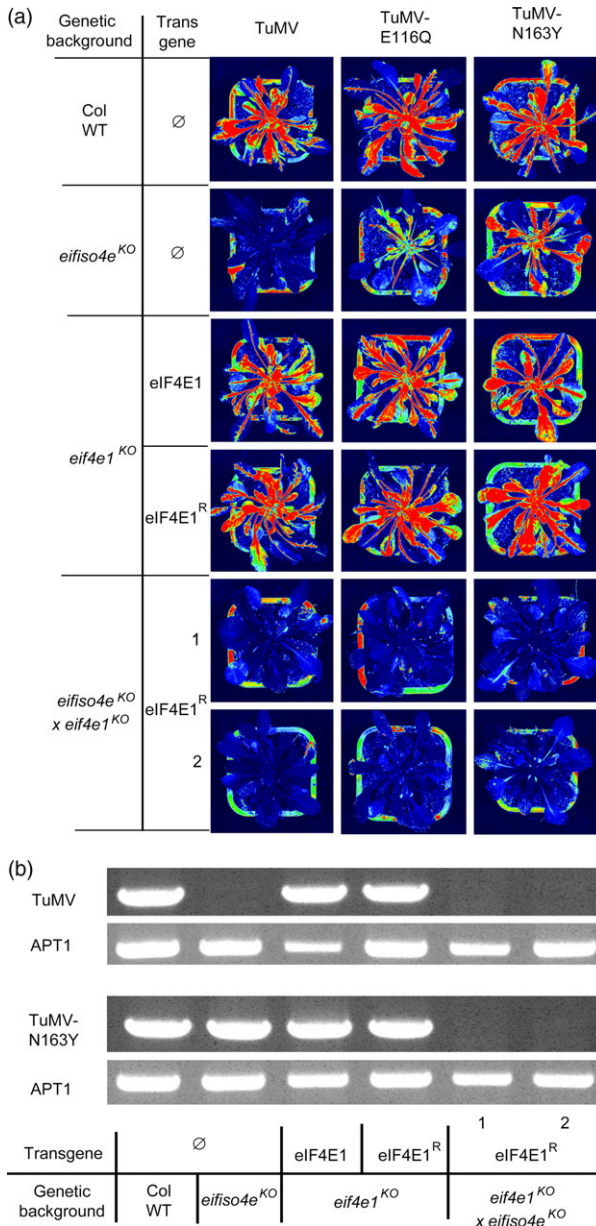 (a)
Genetic background
Trans gene
TuMV
TuMV-E116Q
TuMV-N163Y
Col WT
∅
eifiso4e^KO
∅
eif4e1^KO
eIF4E1
eIF4E1^R
eifiso4e^KO x eif4e1^KO
eIF4E1^R
1
2
(b)
TuMV
APT1
TuMV-N163Y
APT1
1 2
Transgene ∅ eIF4E1 eIF4E1^R eIF4E1^R
Genetic background Col WT eifiso4e^KO eif4e1^KO eif4e1^KO x eifiso4e^KO